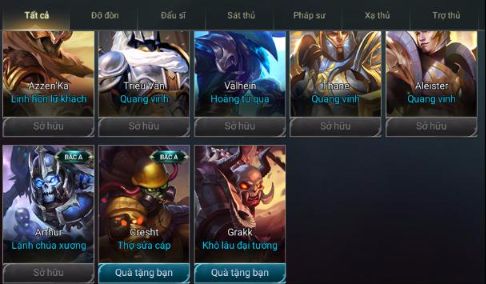 Tất cả Đỡ đòn Đấu sĩ Sát thủ Pháp sư Xạ thủ Trợ thủ
Azzen'Ka Triệu Vân Valhein Thane Aleister
Linh hồn lữ khách Quang vinh Hoàng tử quạ Quang vinh Quang vinh
Sở hữu Sở hữu Sở hữu Sở hữu Sở hữu
BẬC A BẬC A
Arthur Cresht Grakk
Lãnh chúa xương Thợ sửa cáp Khô lâu đại tướng
Sở hữu Quà tặng bạn Quà tặng bạn